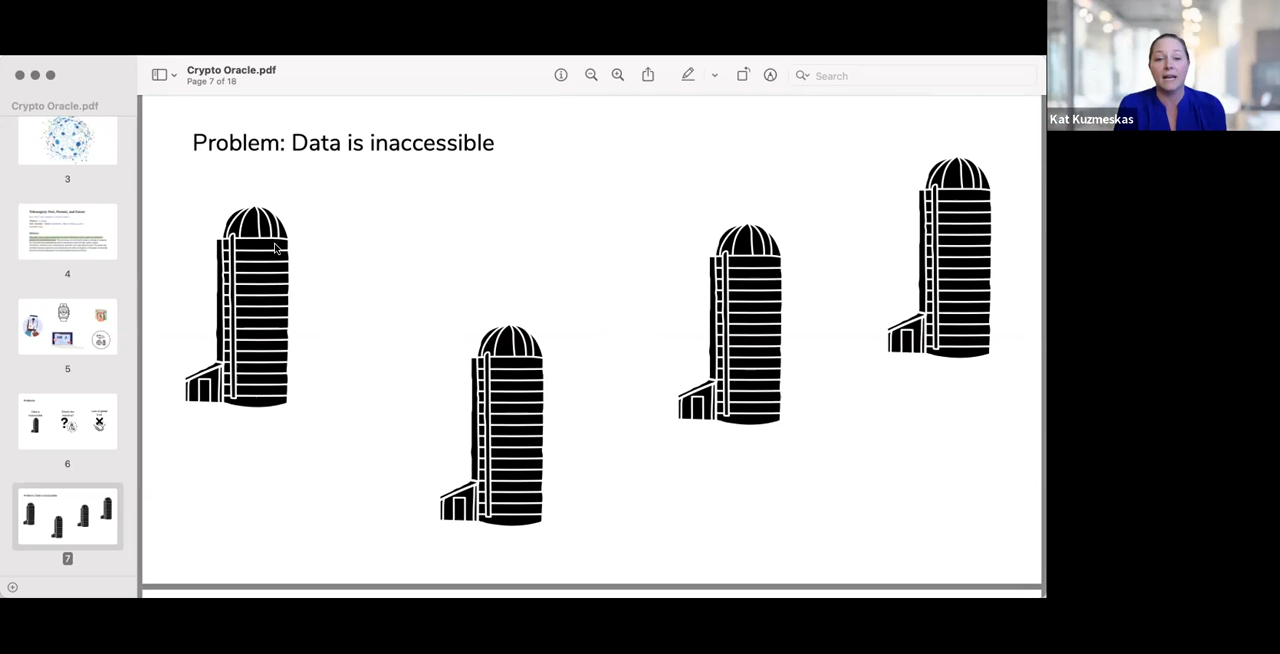 Crypto Oracle.pdf
Page 7 of 18
Search
Kat Kuzmeskas
Crypto Oracle.pdf
3
4
5
6
7
Problem: Data is inaccessible